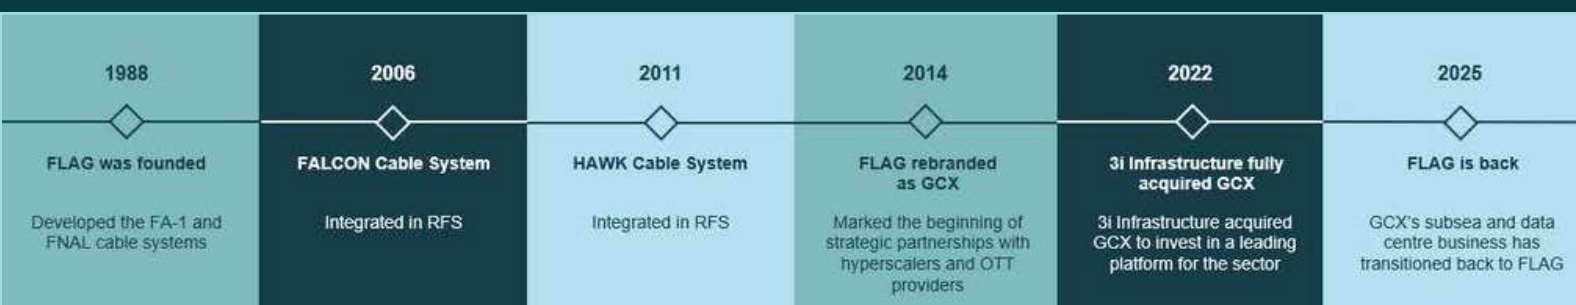 1988
FLAG was founded
Developed the FA-1 and
FNAL cable systems
2006
FALCON Cable System
Integrated in RFS
2011
HAWK Cable System
Integrated in RFS
2014
FLAG rebranded
as GCX
Marked the beginning of
strategic partnerships with
hyperscalers and OTT
providers
2022
3i Infrastructure fully
acquired GCX
3i Infrastructure acquired
GCX to invest in a leading
platform for the sector
2025
FLAG is back
GCX's subsea and data
centre business has
transitioned back to FLAG